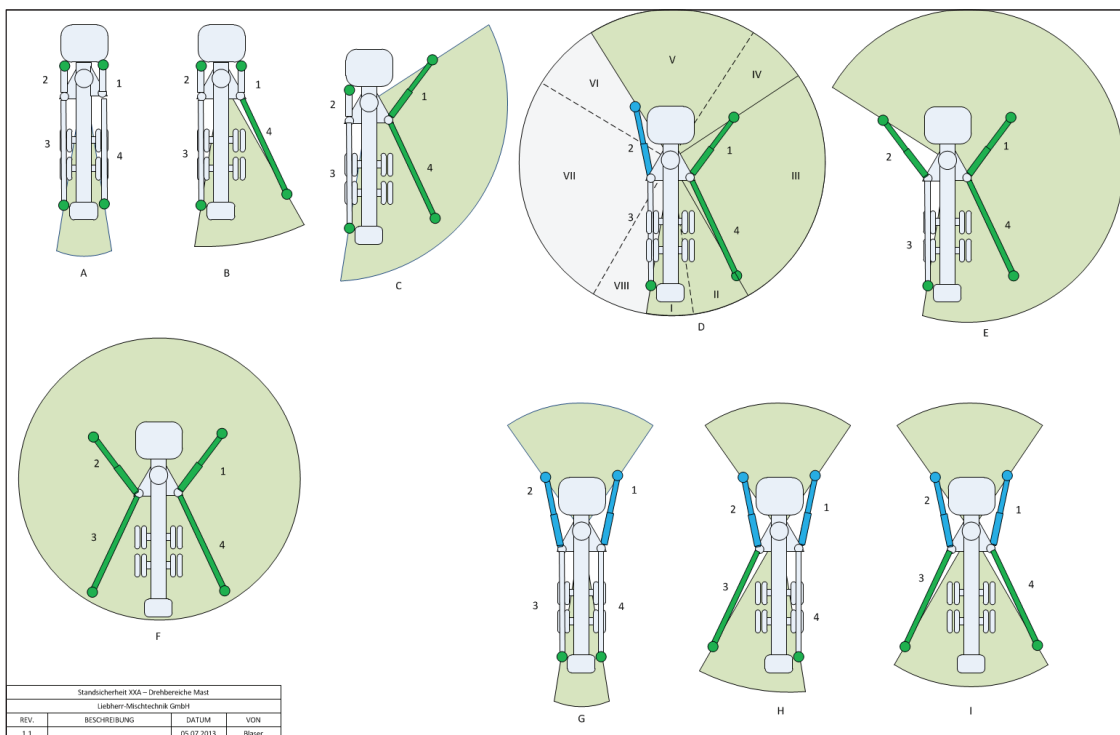 2
1
3
4
A
2
1
4
3
B
2
1
3
4
C
V
IV
VI
1
2
VII
III
3
4
VIII
II
I
D
2
1
4
3
E
2
1
3
4
F
2
1
3
4
G
2
1
3
4
H
2
1
3
4
I
Standsicherheit XXA – Drehbereiche Mast
Liebherr-Mischtechnik GmbH
REV. BESCHREIBUNG DATUM VON
1.1 05.07.2013 Blaser